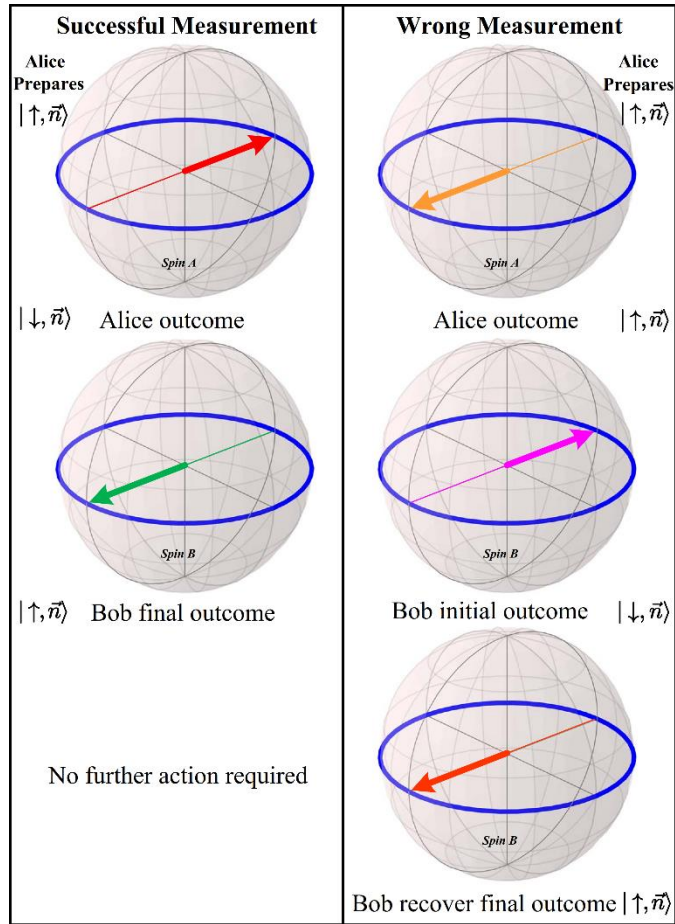 Successful Measurement
Wrong Measurement
Alice
Prepares
|↑, n⃗⟩
Alice
Prepares
|↑, n⃗⟩
Spin A
Spin A
|↓, n⃗⟩ Alice outcome
Alice outcome |↑, n⃗⟩
Spin B
Spin B
|↑, n⃗⟩ Bob final outcome
Bob initial outcome |↓, n⃗⟩
No further action required
Spin B
Bob recover final outcome |↑, n⃗⟩